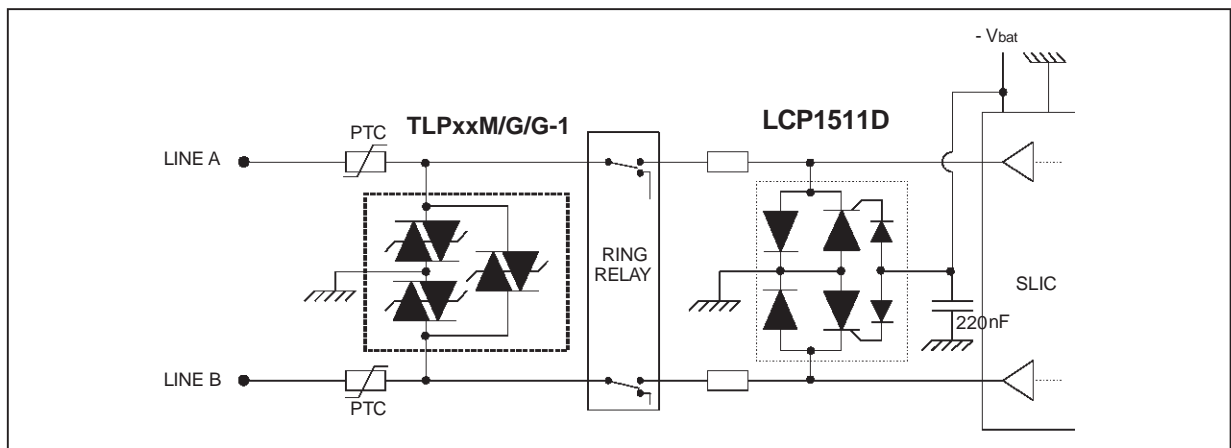 - Vbat
TLPxxM/G/G-1
LCP1511D
PTC
LINE A
RING
RELAY
SLIC
220nF
LINE B
PTC